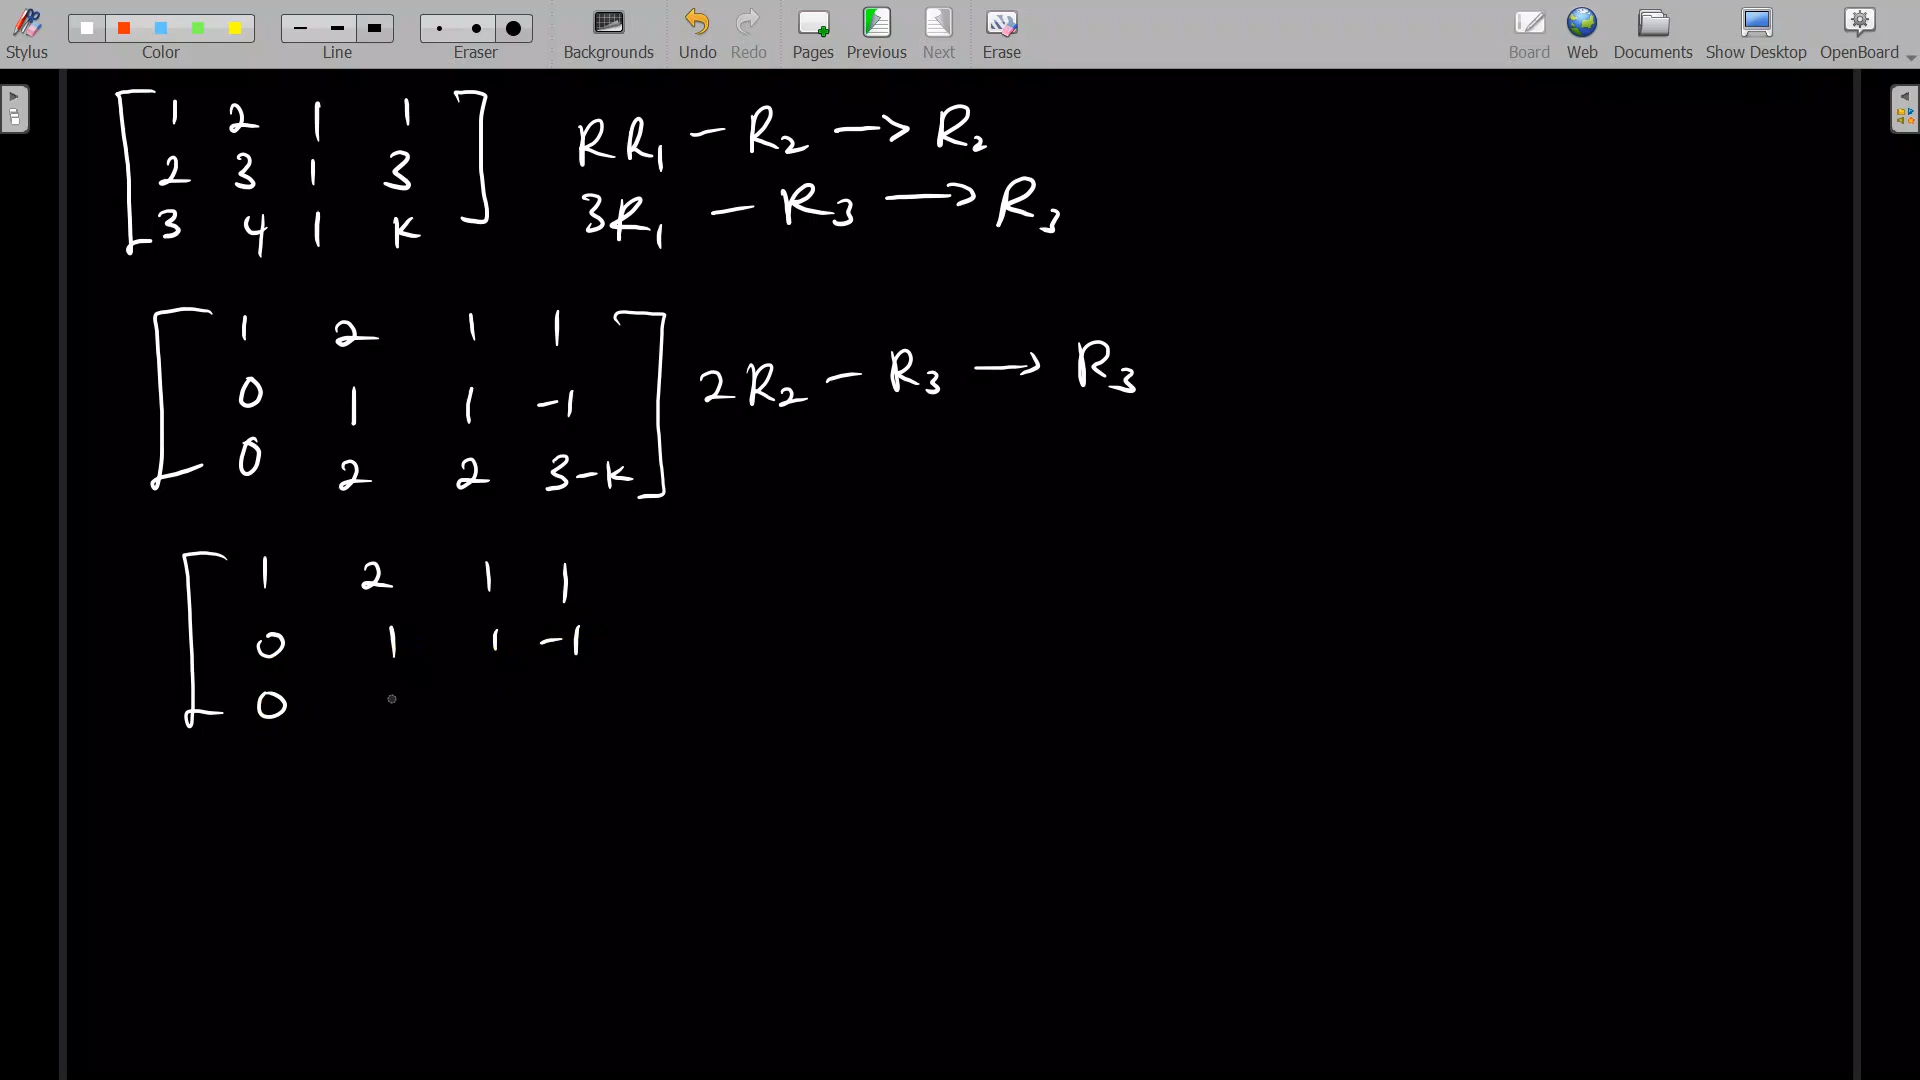 Stylus Color Line Eraser Backgrounds Undo Redo Pages Previous Next Erase Board Web Documents Show Desktop OpenBoard
1 2 1 1
2 3 1 3
3 4 1 K
RR₁ − R₂ → R₂
3R₁ − R₃ → R₃
1 2 1 1
0 1 1 -1
0 2 2 3-K
2R₂ − R₃ → R₃
1 2 1 1
0 1 1 -1
0